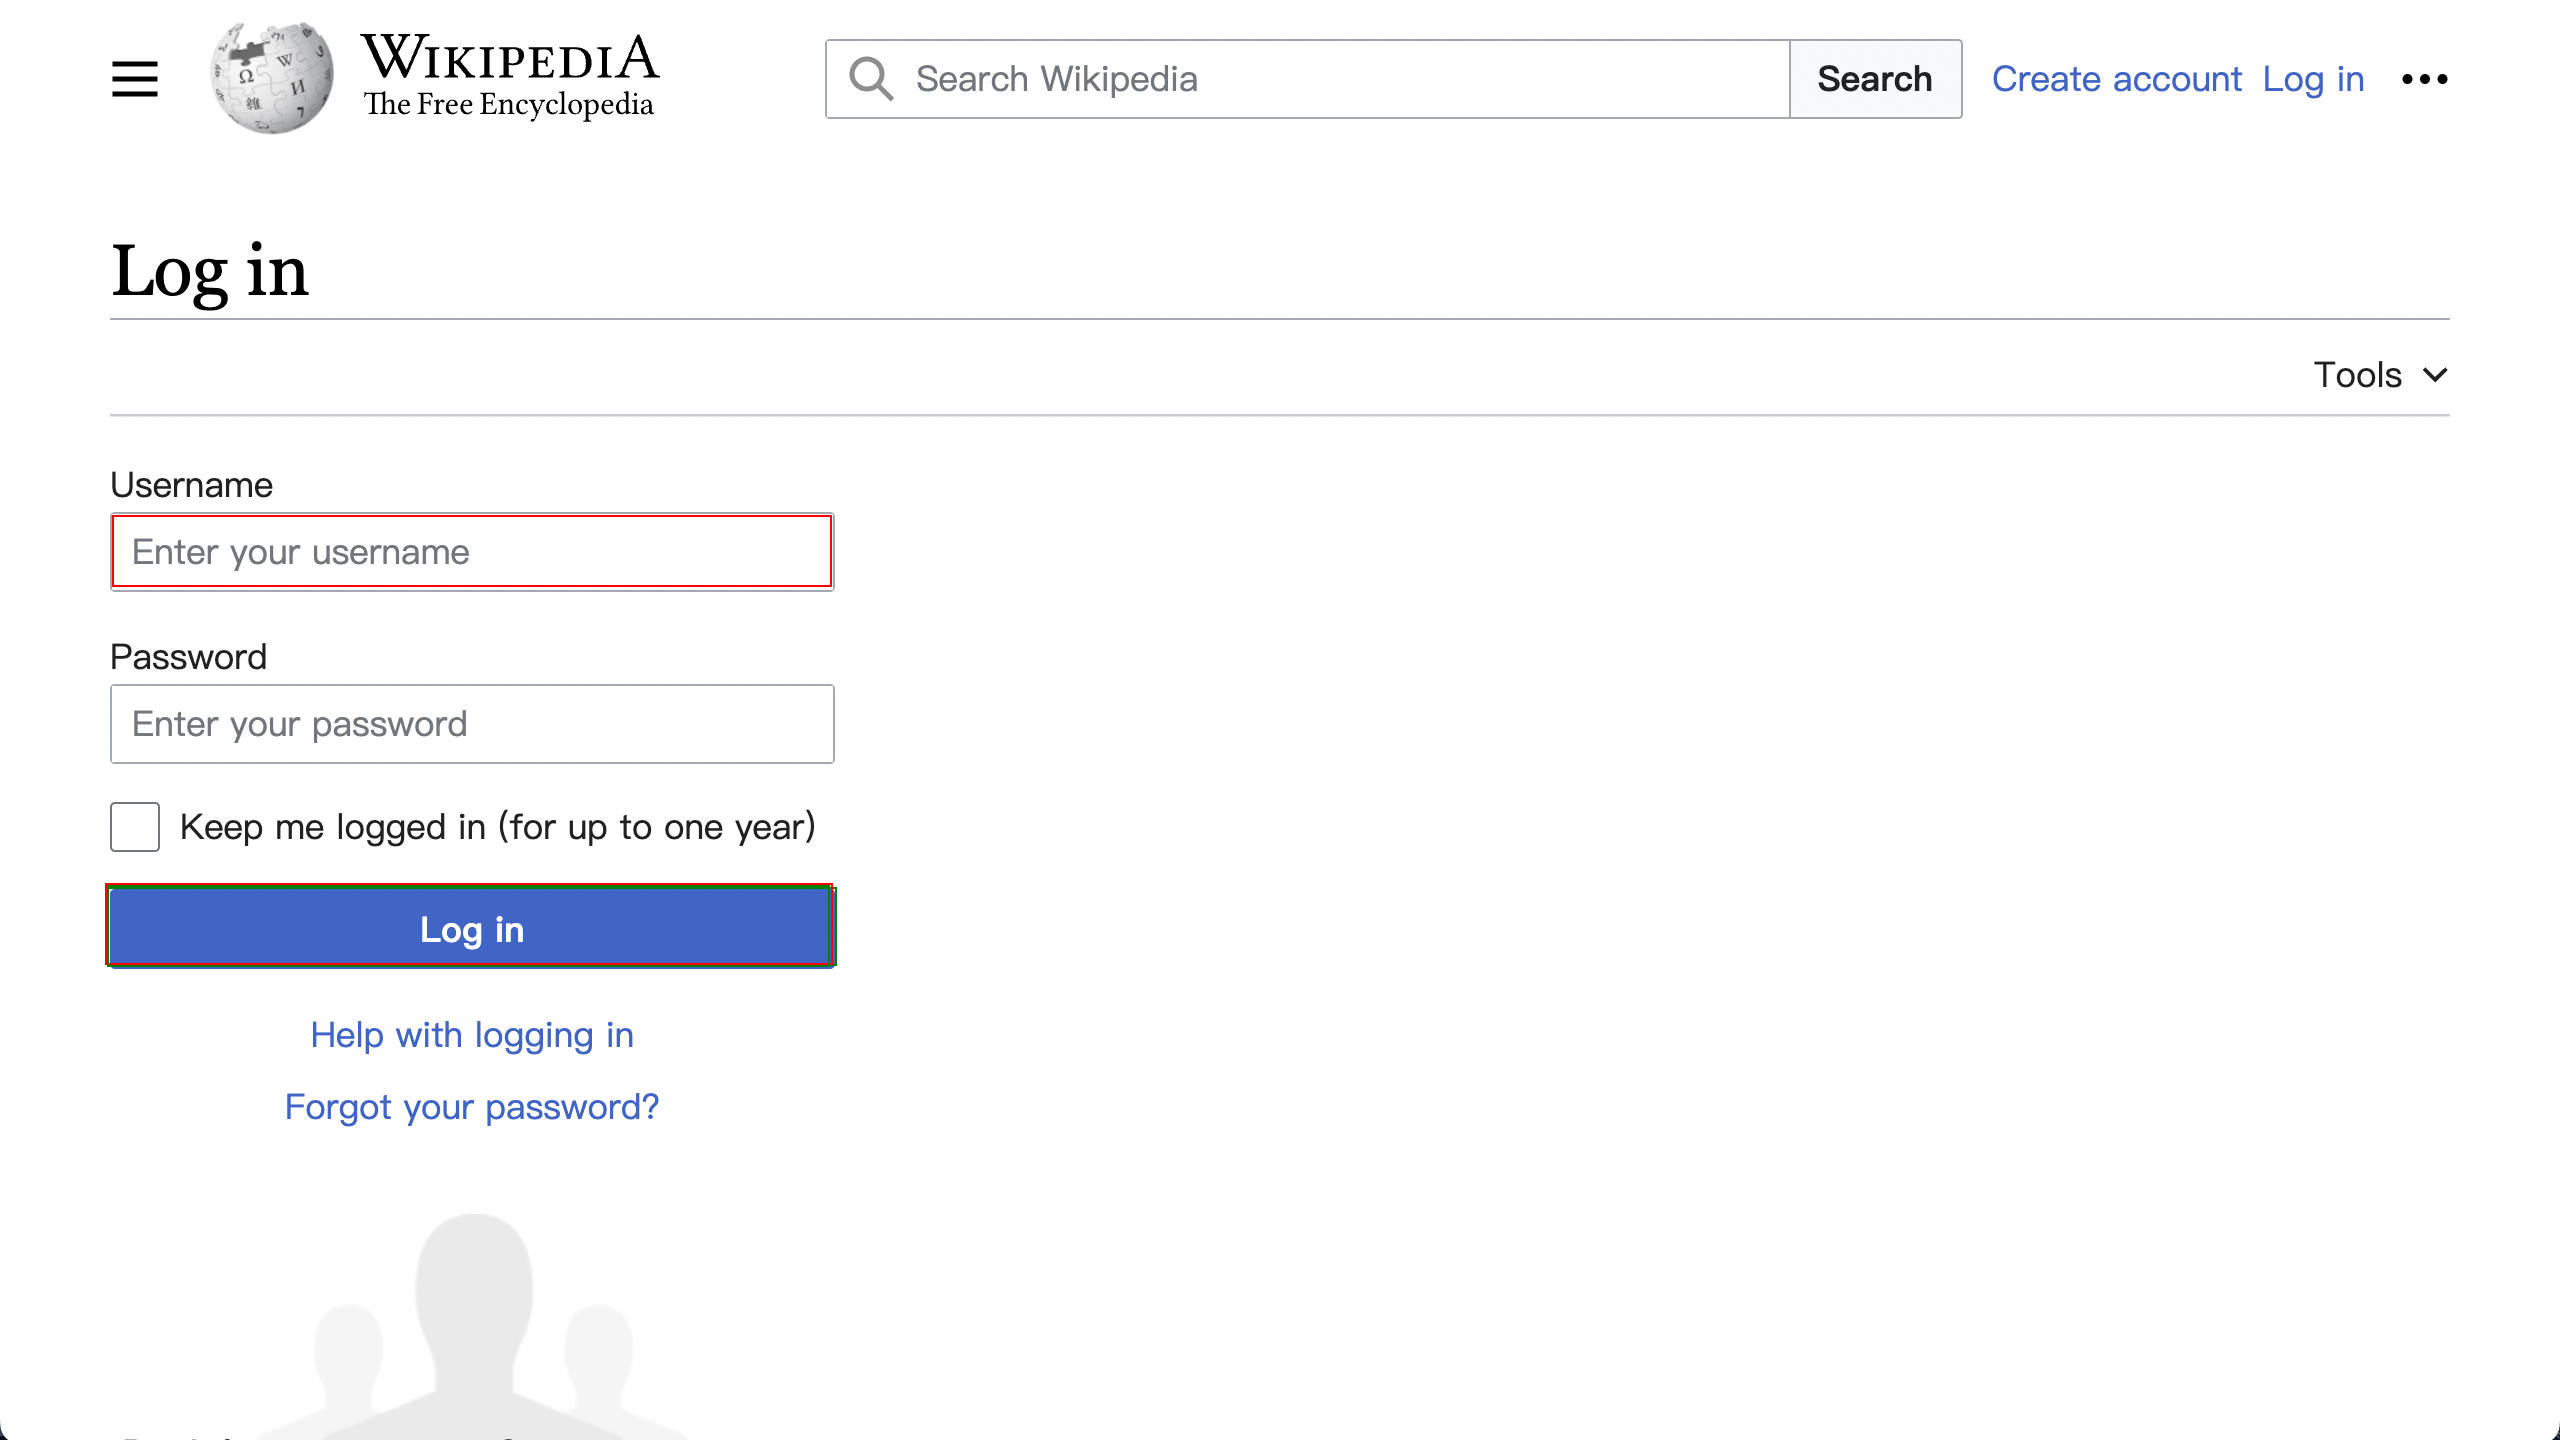 WIKIPEDIA
The Free Encyclopedia
Search Wikipedia
Search
Create account Log in
Log in
Tools
Username
Enter your username
Password
Enter your password
Keep me logged in (for up to one year)
Log in
Help with logging in
Forgot your password?